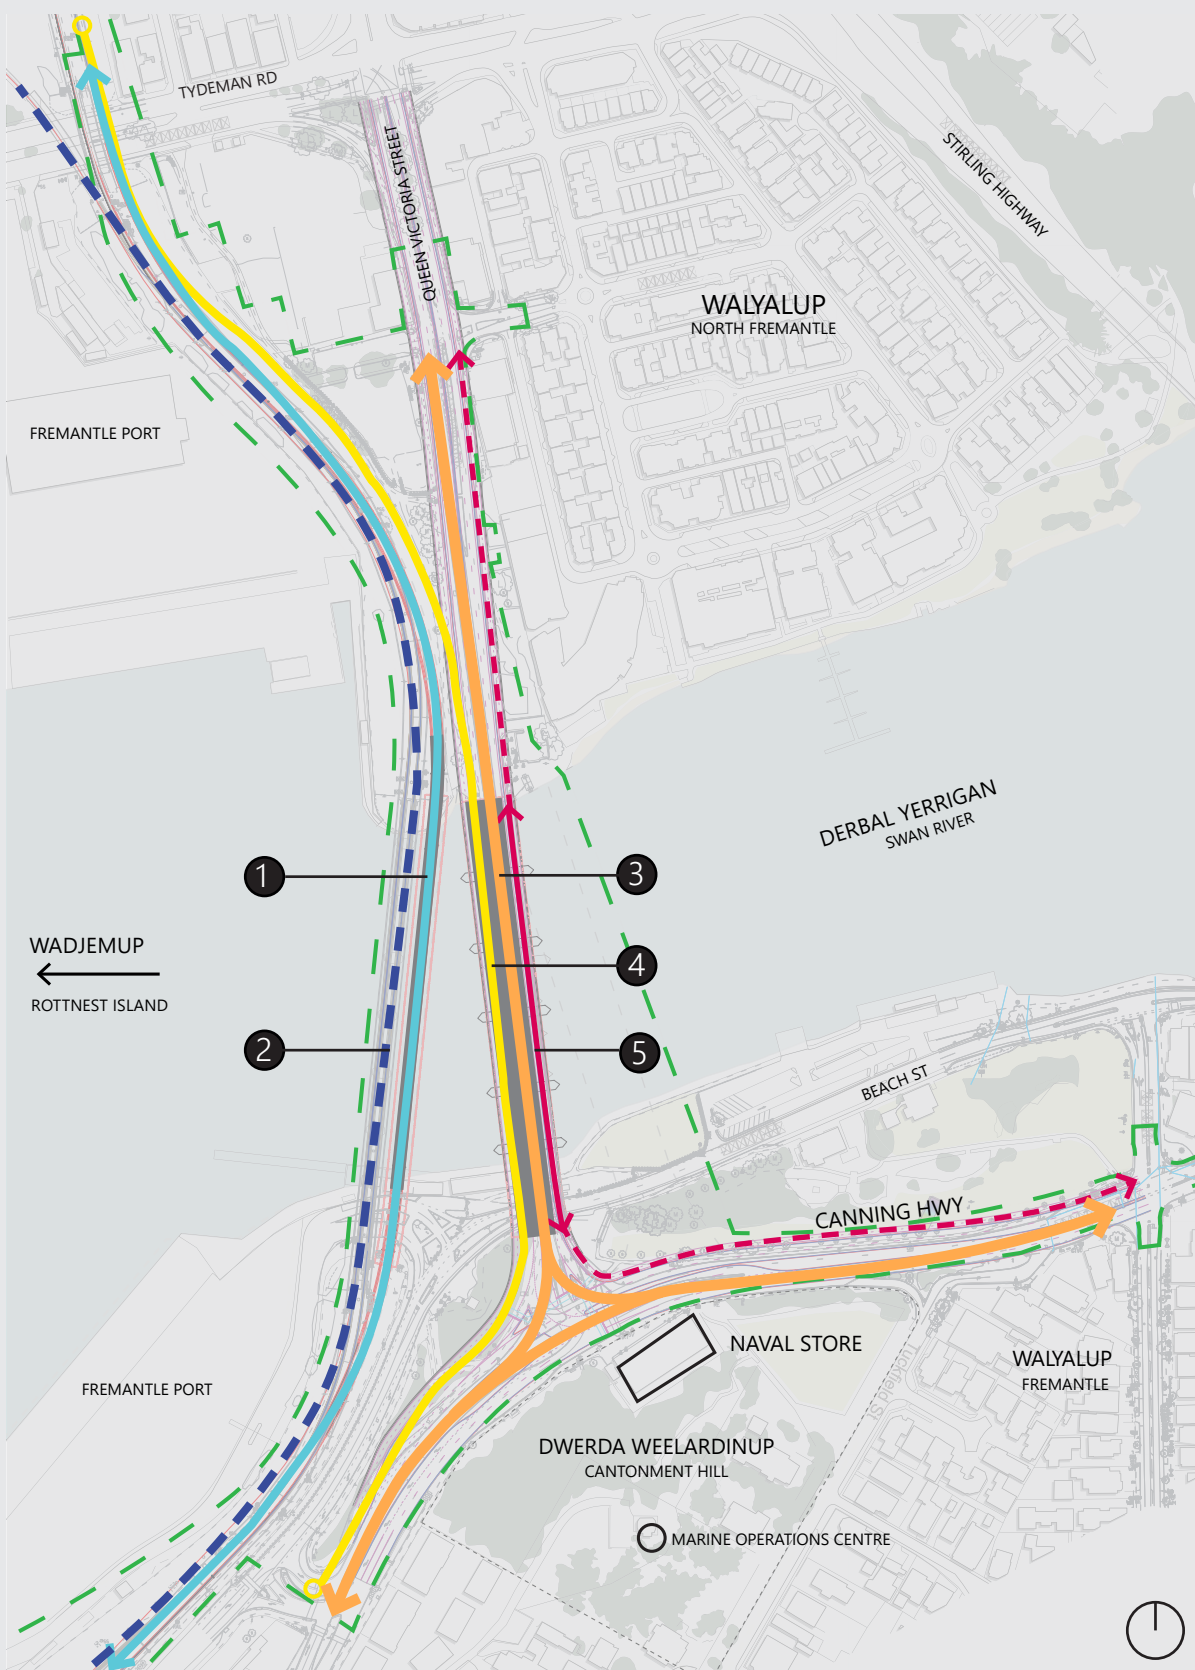 TYDEMAN RD
QUEEN VICTORIA STREET
STIRLING HIGHWAY
WALYALUP
NORTH FREMANTLE
FREMANTLE PORT
DERBAL YERRIGAN
SWAN RIVER
1
3
WADJEMUP
4
ROTTNEST ISLAND
2
5
BEACH ST
CANNING HWY
NAVAL STORE
WALYALUP
FREMANTLE
FREMANTLE PORT
DWERDA WEELARDINUP
CANTONMENT HILL
MARINE OPERATIONS CENTRE